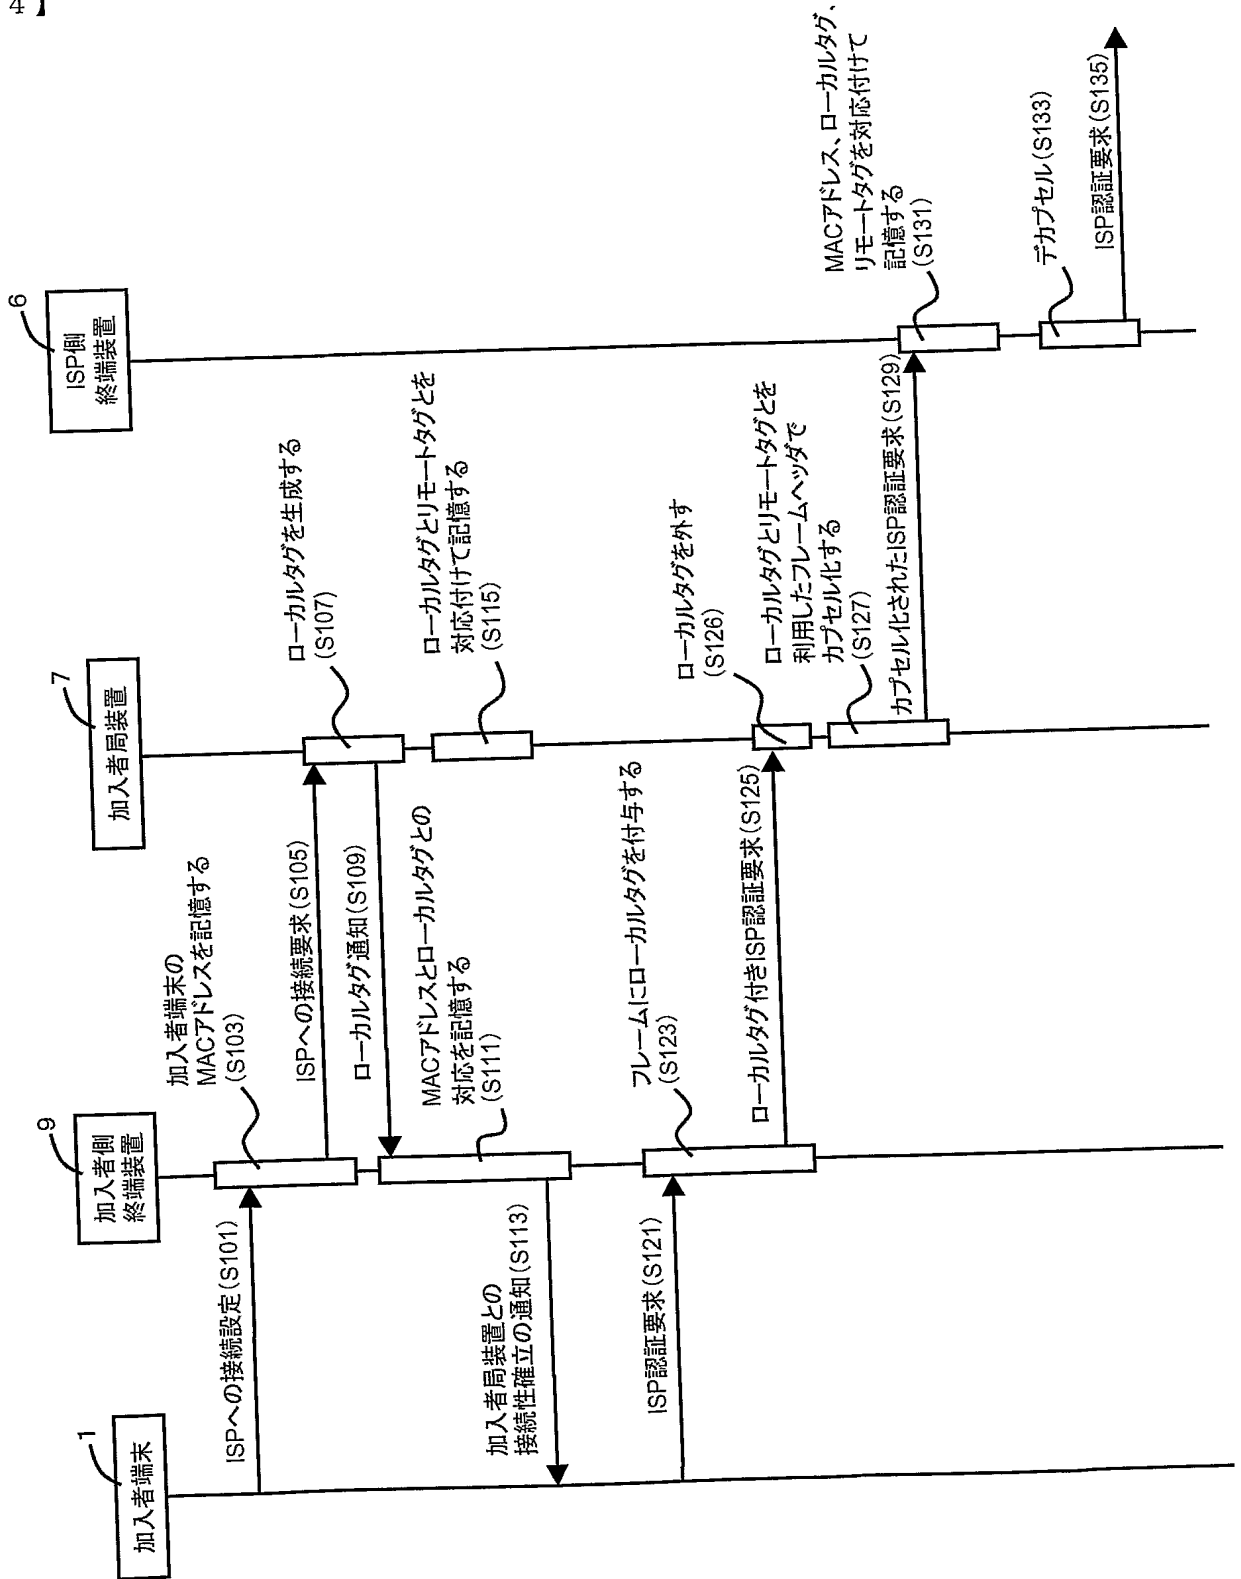 4】
1
加入者端末
9
加入者側
終端装置
7
加入者局装置
6
ISP側
終端装置
ISPへの接続設定(S101)
加入者端末の
MACアドレスを記憶する
(S103)
ISPへの接続要求(S105)
ローカルタグを生成する
(S107)
ローカルタグ通知(S109)
MACアドレスとローカルタグとの
対応を記憶する
(S111)
加入者局装置との
接続性確立の通知(S113)
ローカルタグとリモートタグとを
対応付けて記憶する
(S115)
ISP認証要求(S121)
フレームにローカルタグを付与する
(S123)
ローカルタグ付きISP認証要求(S125)
ローカルタグを外す
(S126)
ローカルタグとリモートタグとを
利用したフレームヘッダで
カプセル化する
(S127)
カプセル化されたISP認証要求(S129)
MACアドレス、ローカルタグ、
リモートタグを対応付けて
記憶する
(S131)
デカプセル(S133)
ISP認証要求(S135)